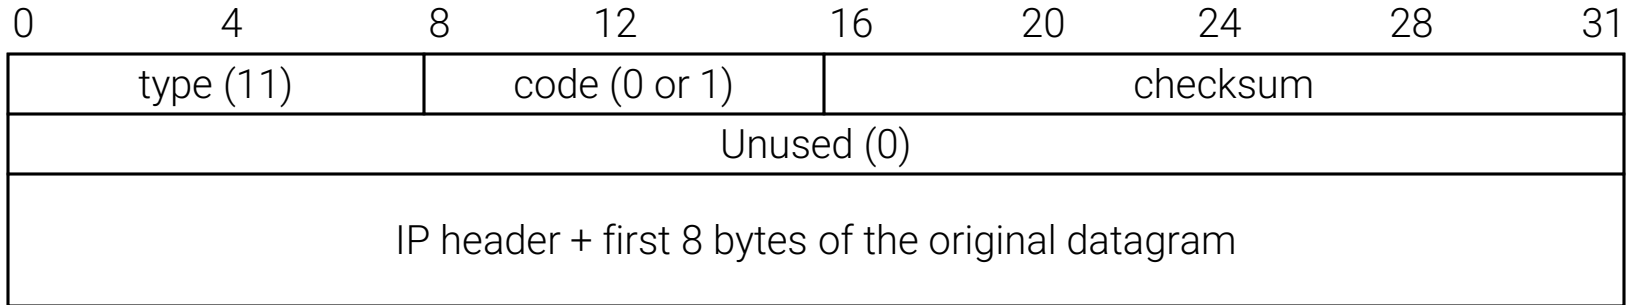 0 4 8 12 16 20 24 28 31
type (11) code (0 or 1) checksum
Unused (0)
IP header + first 8 bytes of the original datagram